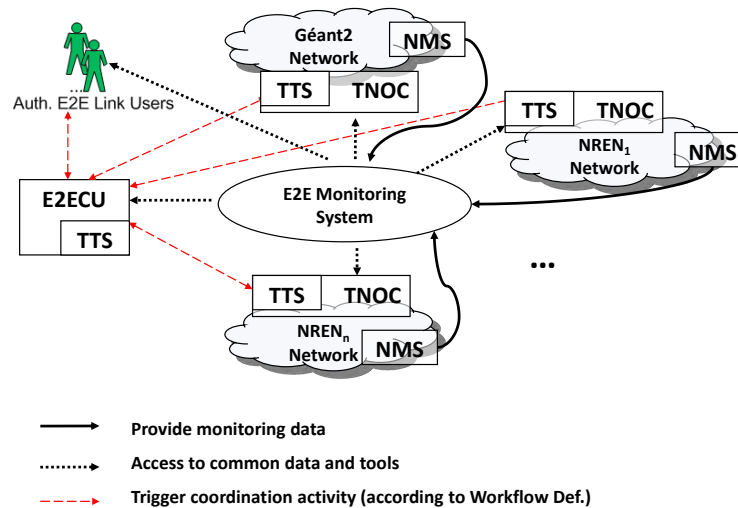 Géant2
Network
NMS
TTS
TNOC
...
Auth. E2E Link Users
TTS
TNOC
NREN1
Network
NMS
E2ECU
TTS
E2E Monitoring
System
...
TTS
TNOC
NRENn
Network
NMS
Provide monitoring data
Access to common data and tools
Trigger coordination activity (according to Workflow Def.)